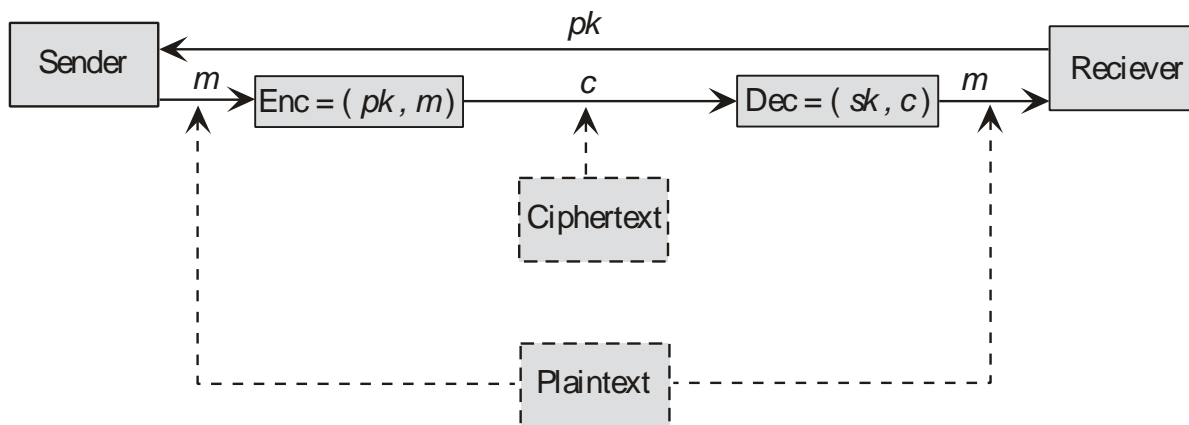 pk
Sender
Reciever
m
Enc = ( pk , m)
c
Dec = ( sk , c)
m
Ciphertext
Plaintext